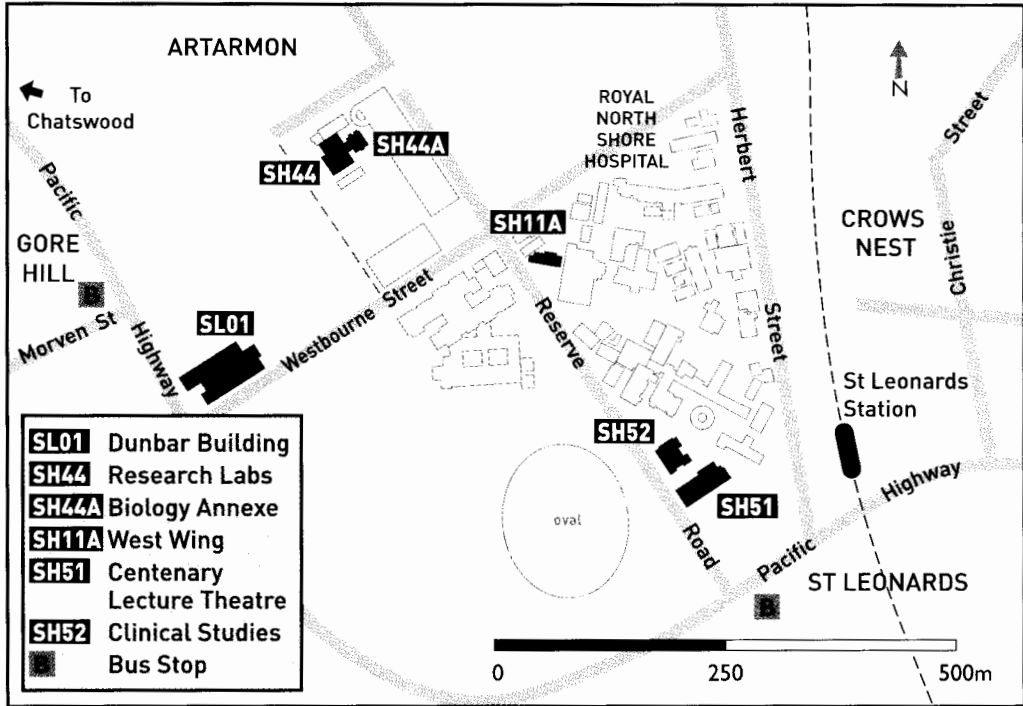 ARTARMON
To
Chatswood
ROYAL
NORTH
SHORE
HOSPITAL
N
Street
SH44A
SH44
Herbert
Pacific
SH11A
CROWS
NEST
GORE
HILL
B
Christie
Morven St
Highway
SL01
Westbourne Street
Reserve
Street
St Leonards
Station
SH52
SH51
oval
Road
Pacific
Highway
ST LEONARDS
B
0 250 500m
SL01 Dunbar Building
SH44 Research Labs
SH44A Biology Annexe
SH11A West Wing
SH51 Centenary
Lecture Theatre
SH52 Clinical Studies
B Bus Stop